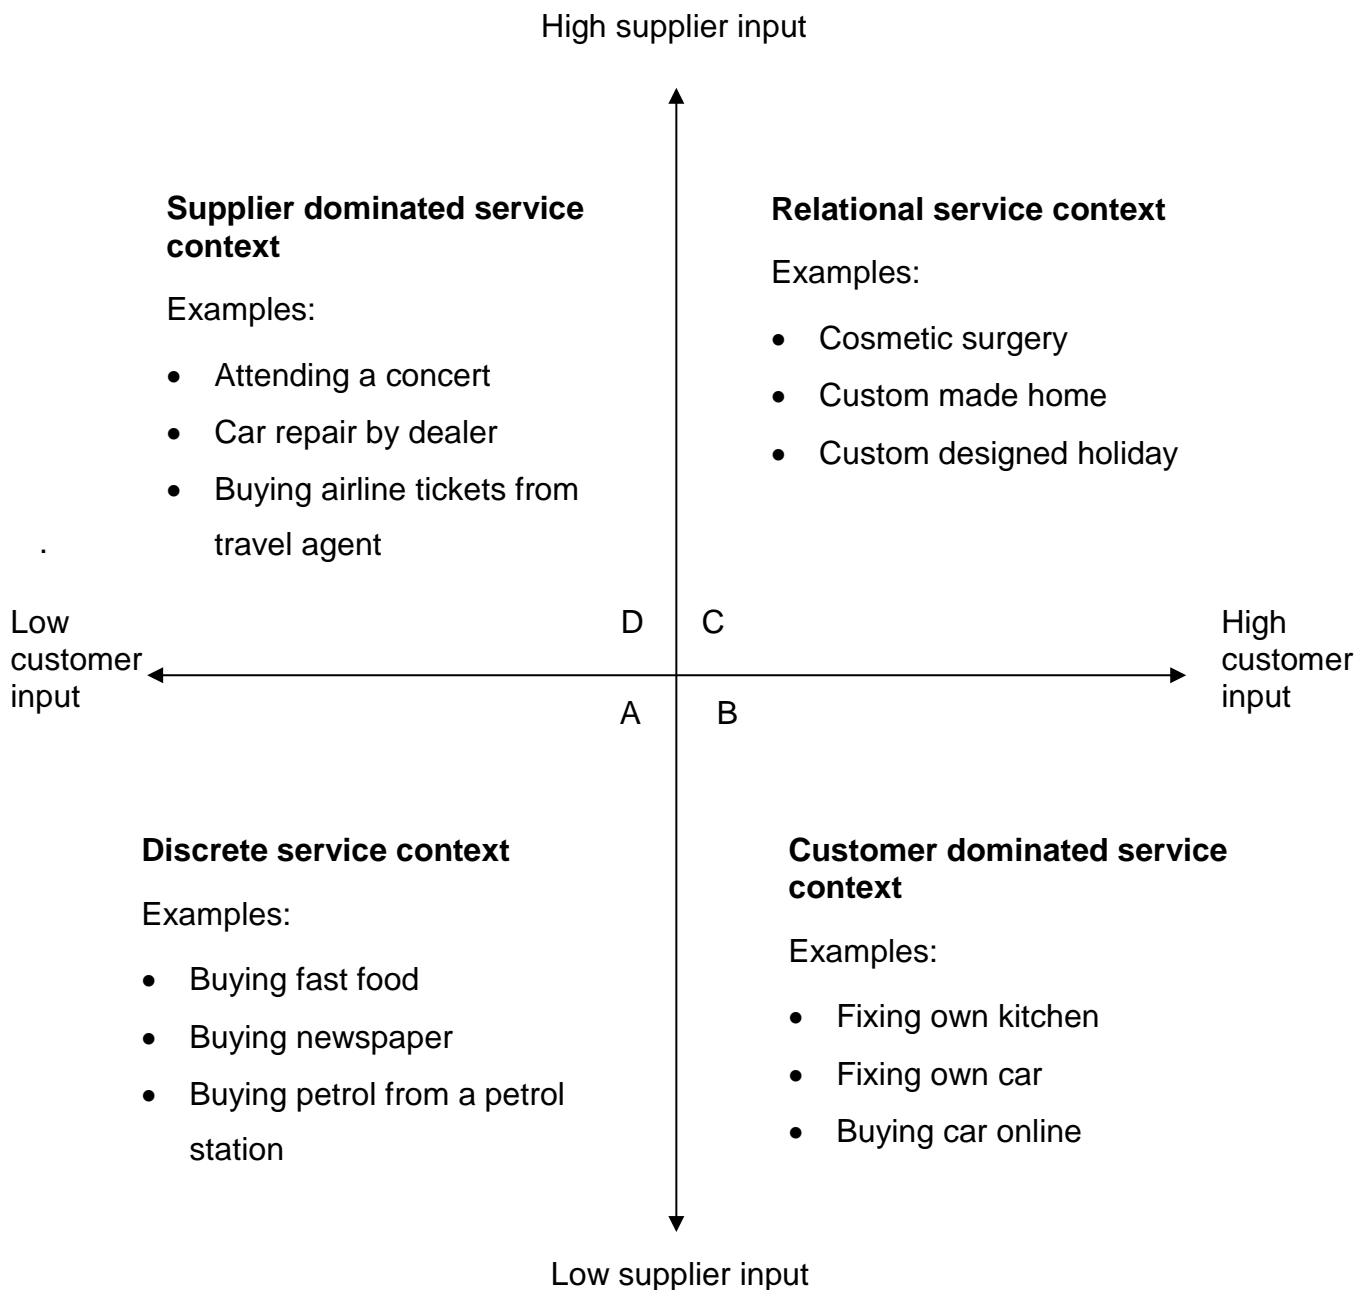 High supplier input
Supplier dominated service
context
Examples:
• Attending a concert
• Car repair by dealer
• Buying airline tickets from
travel agent
Relational service context
Examples:
• Cosmetic surgery
• Custom made home
• Custom designed holiday
.
Low
customer
input
D C
A B
High
customer
input
Discrete service context
Examples:
• Buying fast food
• Buying newspaper
• Buying petrol from a petrol
station
Customer dominated service
context
Examples:
• Fixing own kitchen
• Fixing own car
• Buying car online
Low supplier input